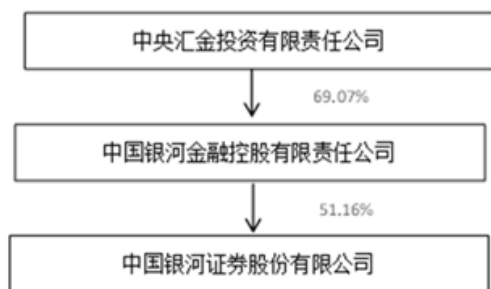 中央汇金投资有限责任公司
69.07%
中国银河金融控股有限责任公司
51.16%
中国银河证券股份有限公司